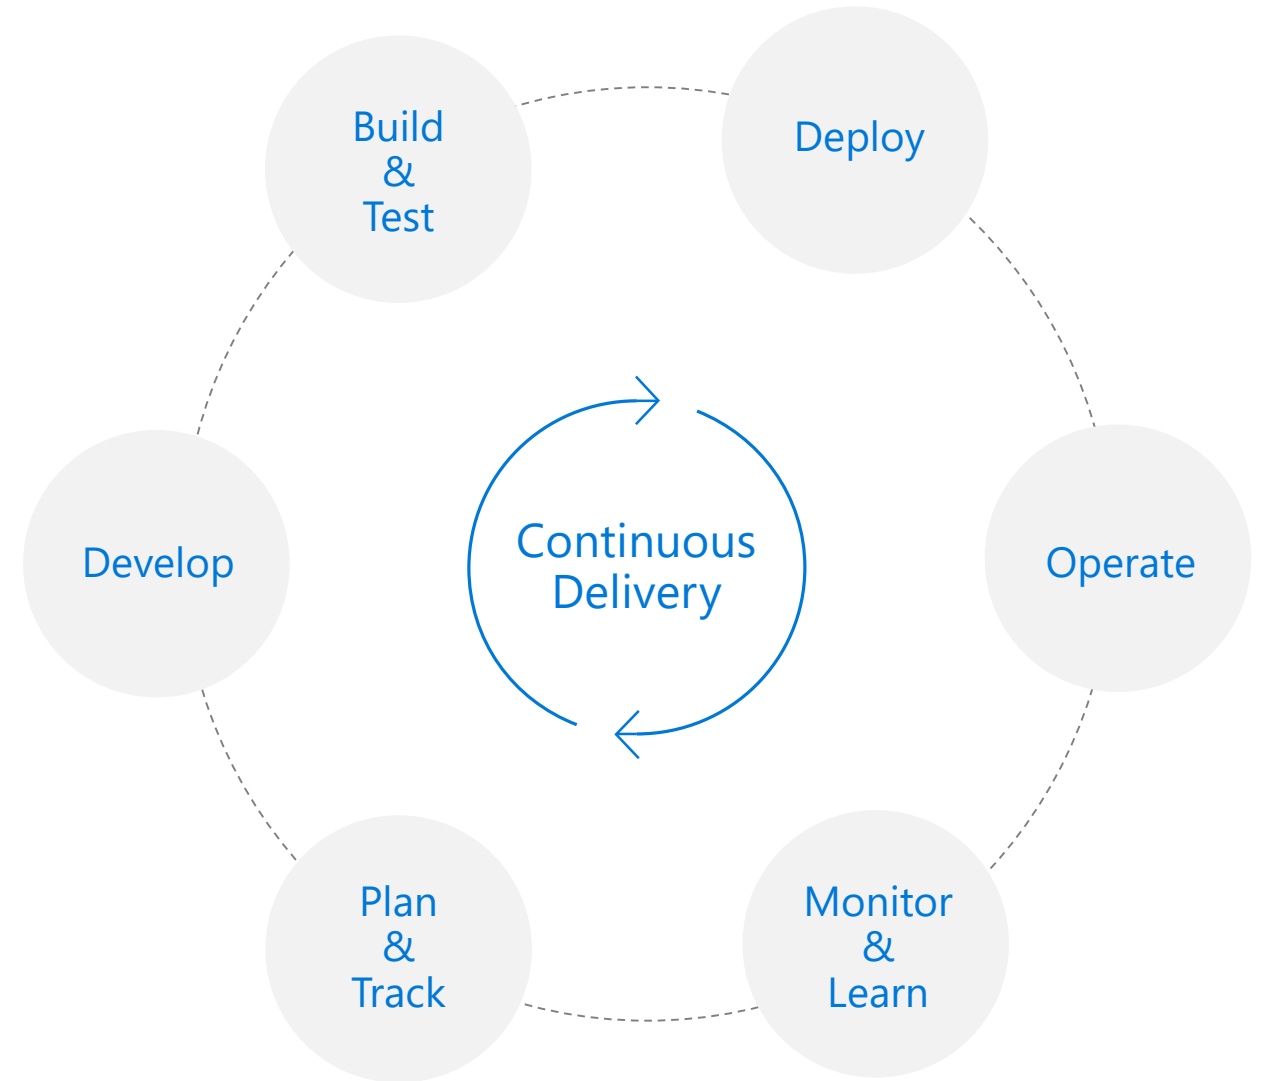 Build
&
Test
Deploy
Develop
Continuous
Delivery
Operate
Plan
&
Track
Monitor
&
Learn